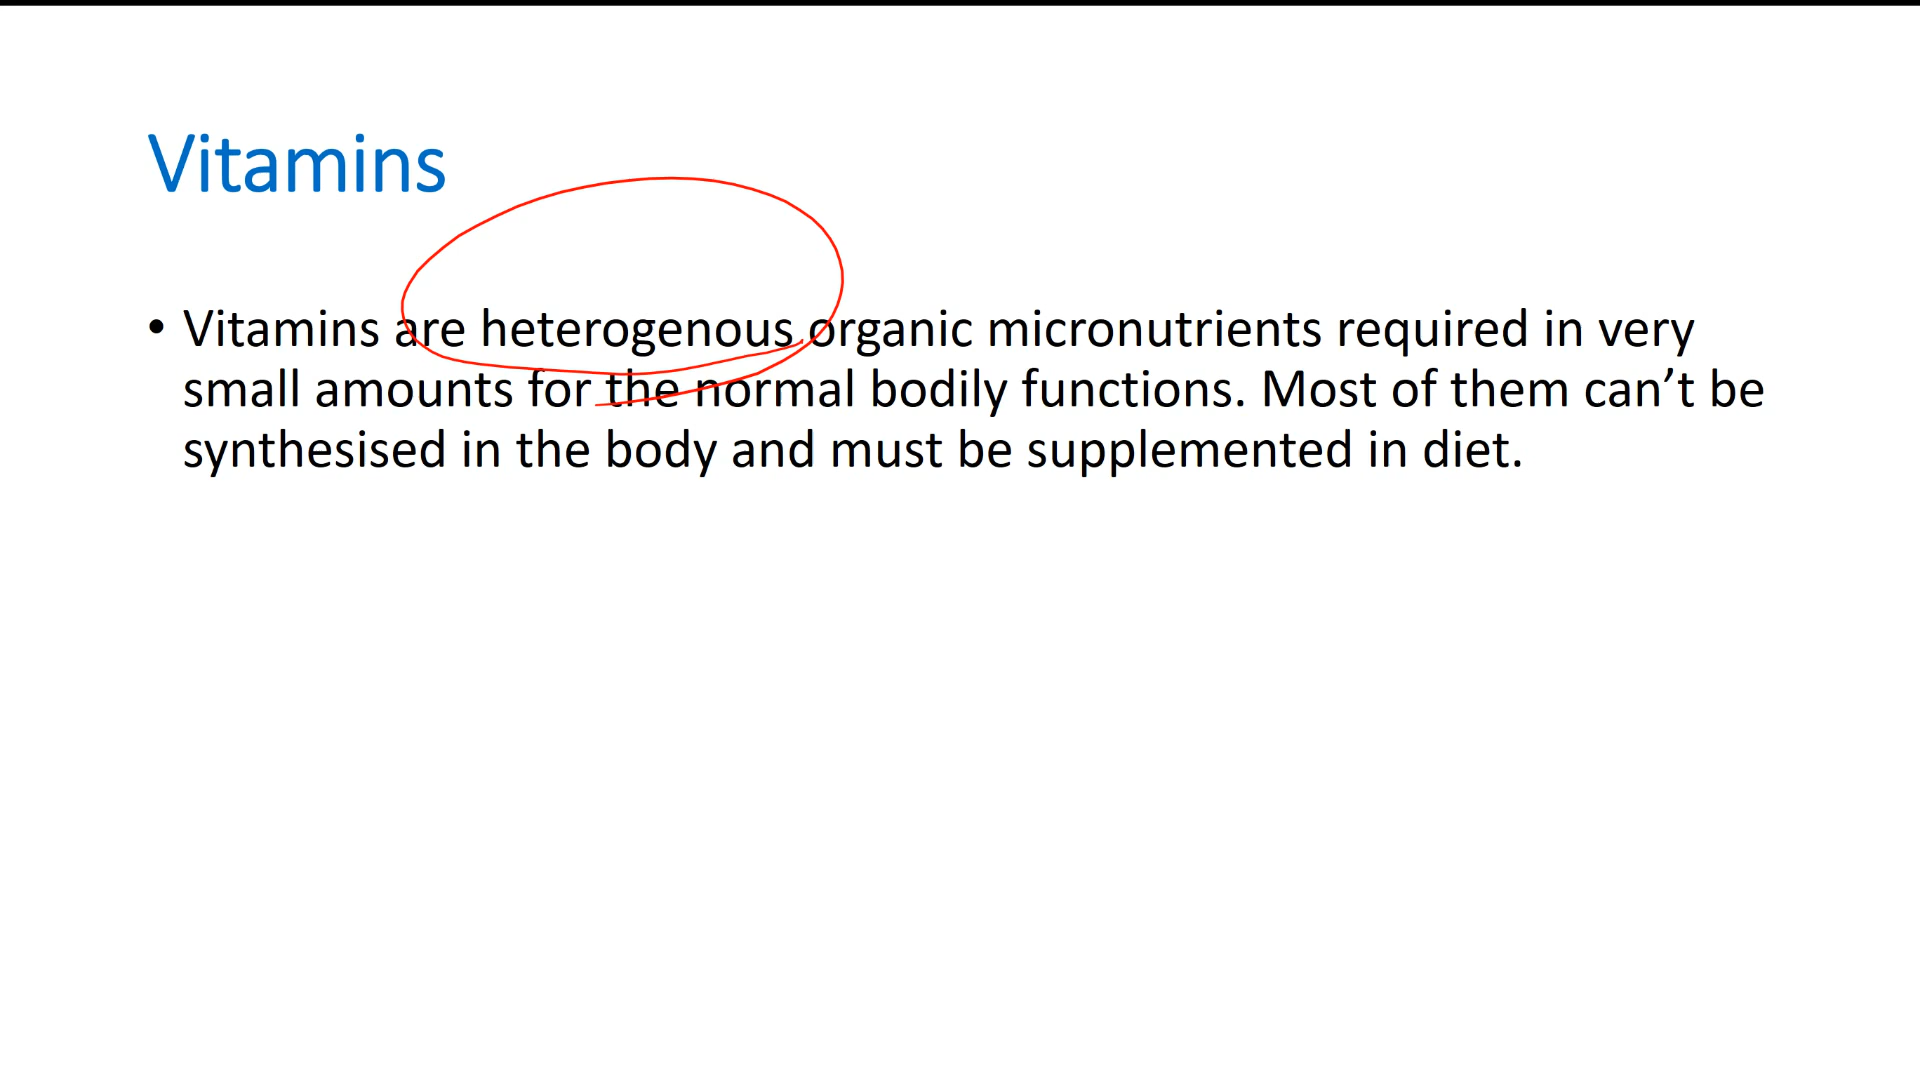 Vitamins
• Vitamins are heterogenous organic micronutrients required in very
small amounts for the normal bodily functions. Most of them can’t be
synthesised in the body and must be supplemented in diet.